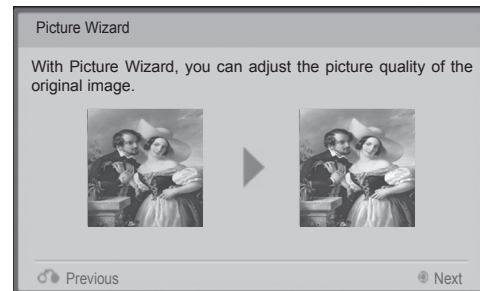 Picture Wizard
With Picture Wizard, you can adjust the picture quality of the
original image.
Previous
Next